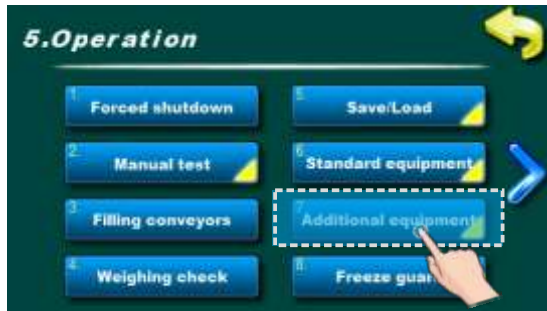 5.Operation
1. Forced shutdown
2. Manual test
3. Filling conveyors
4. Weighing check
5. Save/Load
6. Standard equipment
7. Additional equipment
8. Freeze